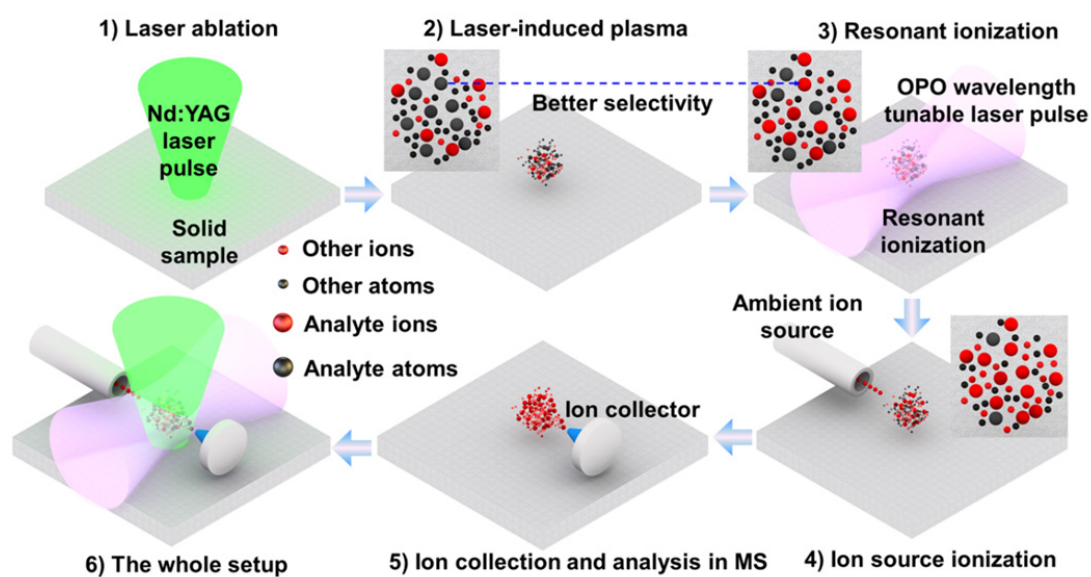 1) Laser ablation
2) Laser-induced plasma
3) Resonant ionization
Nd:YAG
laser
pulse
Solid
sample
Better selectivity
OPO wavelength
tunable laser pulse
Resonant
ionization
Other ions
Other atoms
Analyte ions
Analyte atoms
Ambient ion
source
Ion collector
6) The whole setup
5) Ion collection and analysis in MS
4) Ion source ionization